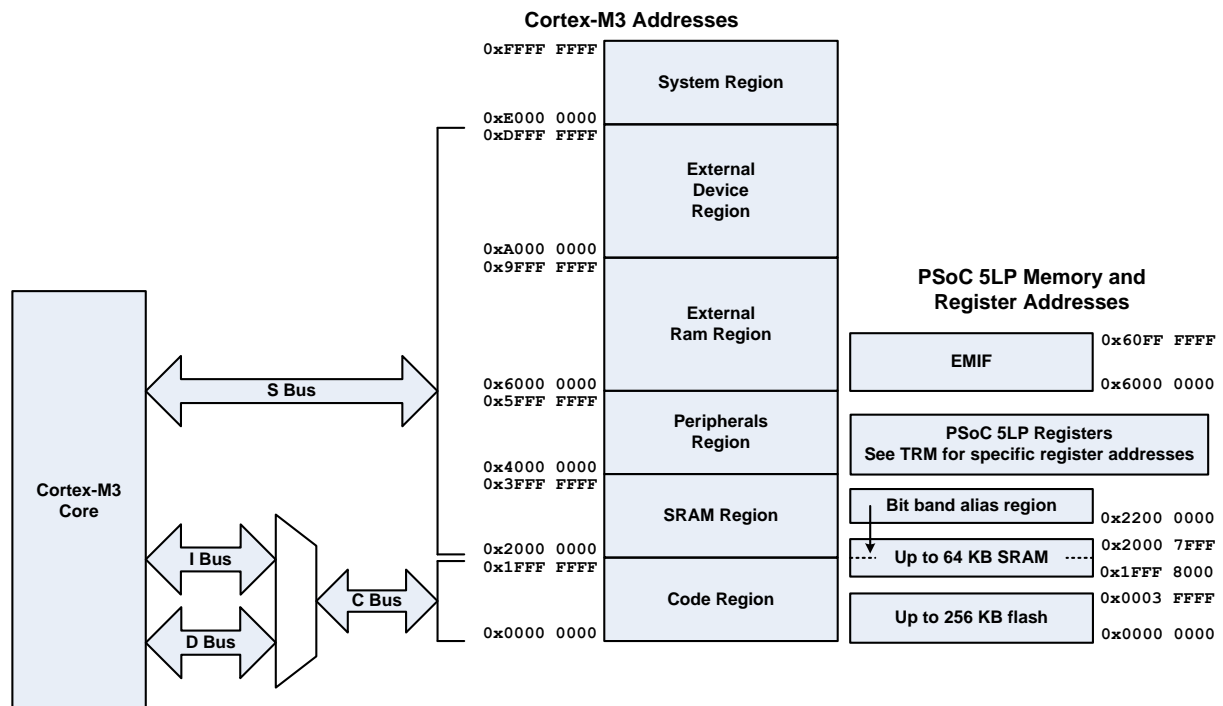 Cortex-M3 Addresses
0xFFFF FFFF
System Region
0xE000 0000
0xDFFF FFFF
External
Device
Region
0xA000 0000
0x9FFF FFFF
External
Ram Region
0x6000 0000
0x5FFF FFFF
Peripherals
Region
0x4000 0000
0x3FFF FFFF
SRAM Region
0x2000 0000
0x1FFF FFFF
Code Region
0x0000 0000
Cortex-M3
Core
S Bus
I Bus
D Bus
C Bus
PSoC 5LP Memory and
Register Addresses
0x60FF FFFF
EMIF
0x6000 0000
PSoC 5LP Registers
See TRM for specific register addresses
Bit band alias region
0x2200 0000
0x2000 7FFF
Up to 64 KB SRAM
0x1FFF 8000
0x0003 FFFF
Up to 256 KB flash
0x0000 0000